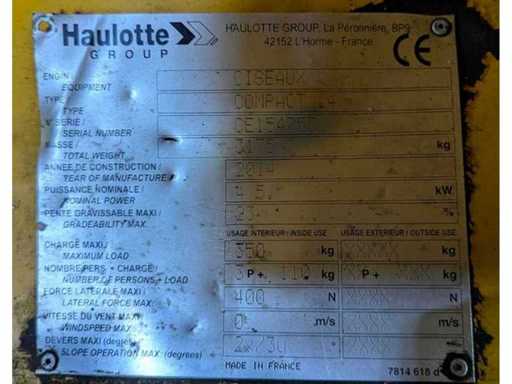 Haulotte
GROUP
HAULOTTE GROUP, La Péronnière, BP9
42152 L'Horme - France
CE
ENGIN / EQUIPMENT CISEAUX
TYPE / TYPE COMPACT 14
N° SERIE / SERIAL NUMBER
MASSE / TOTAL WEIGHT kg
ANNEE DE CONSTRUCTION / YEAR OF MANUFACTURE 2014
PUISSANCE NOMINALE / NOMINAL POWER kW
PENTE GRAVISSABLE MAXI / GRADEABILITY MAX. %
USAGE INTERIEUR / INSIDE USE USAGE EXTERIEUR / OUTSIDE USE
CHARGE MAXI / MAXIMUM LOAD 350 kg kg
NOMBRE PERS + CHARGE / NUMBER OF PERSONS + LOAD 3 P + 110 kg P + kg
FORCE LATERALE MAXI / LATERAL FORCE MAX 400 N N
VITESSE DU VENT MAXI / WINDSPEED MAX 0 m/s m/s
DEVERS MAXI (degrés) / SLOPE OPERATION MAX. (degrees)
MADE IN FRANCE 7814 618 d